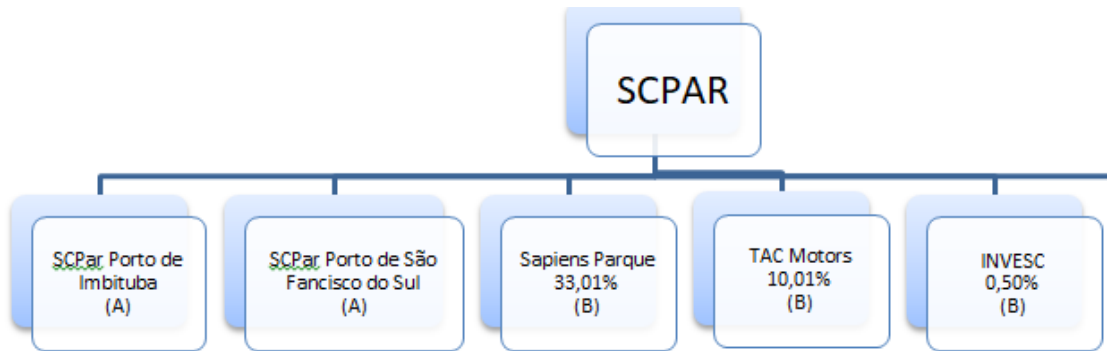 SCPAR
SCPar Porto de
Imbituba
(A)
SCPar Porto de São
Fancisco do Sul
(A)
Sapiens Parque
33,01%
(B)
TAC Motors
10,01%
(B)
INVESC
0,50%
(B)